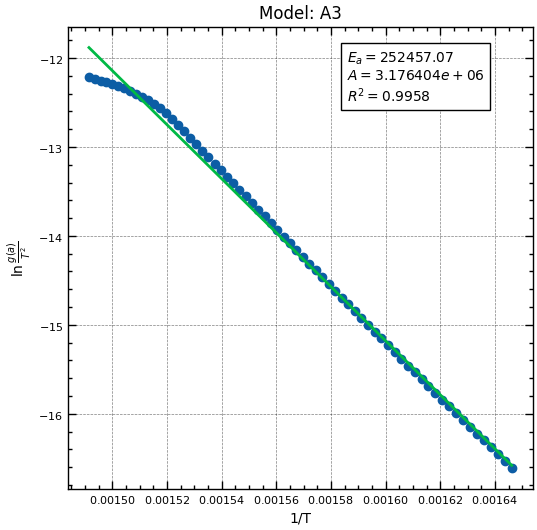 Model: A3
E_a = 252457.07
A = 3.176404e + 06
R^2 = 0.9958
−12
−13
−14
−15
−16
ln g(a)/T^2
0.00150 0.00152 0.00154 0.00156 0.00158 0.00160 0.00162 0.00164
1/T